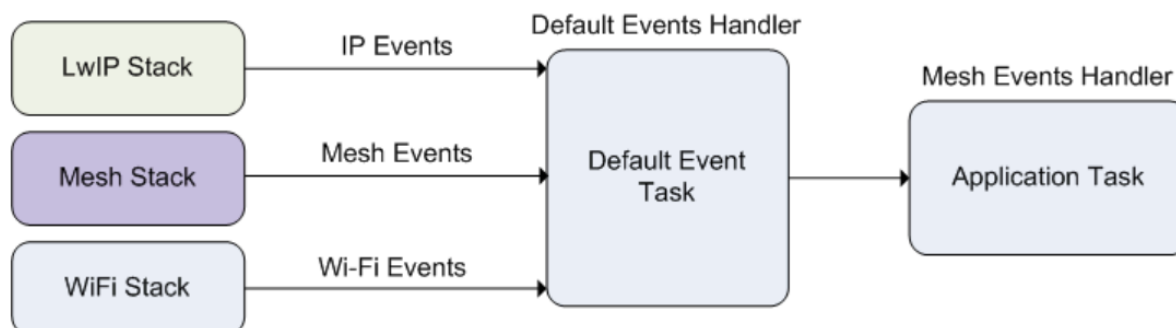 Default Events Handler
LwIP Stack
IP Events
Mesh Events Handler
Mesh Stack
Mesh Events
Default Event
Task
Application Task
WiFi Stack
Wi-Fi Events